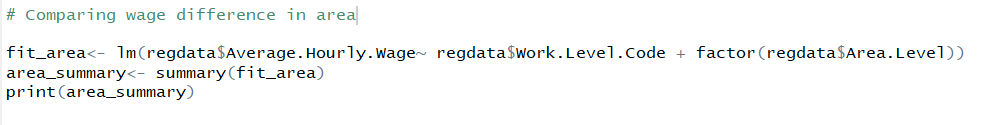 # Comparing wage difference in area
fit_area<- lm(regdata$Average.Hourly.Wage~ regdata$Work.Level.Code + factor(regdata$Area.Level))
area_summary<- summary(fit_area)
print(area_summary)